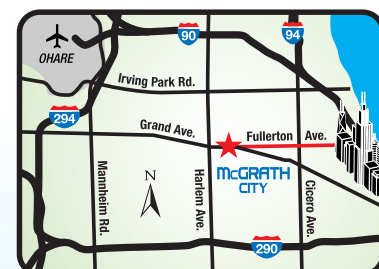 90
94
OHARE
Irving Park Rd.
294
Grand Ave.
Fullerton Ave.
McGRATH
CITY
N
Mannheim Rd.
Harlem Ave.
Cicero Ave.
290